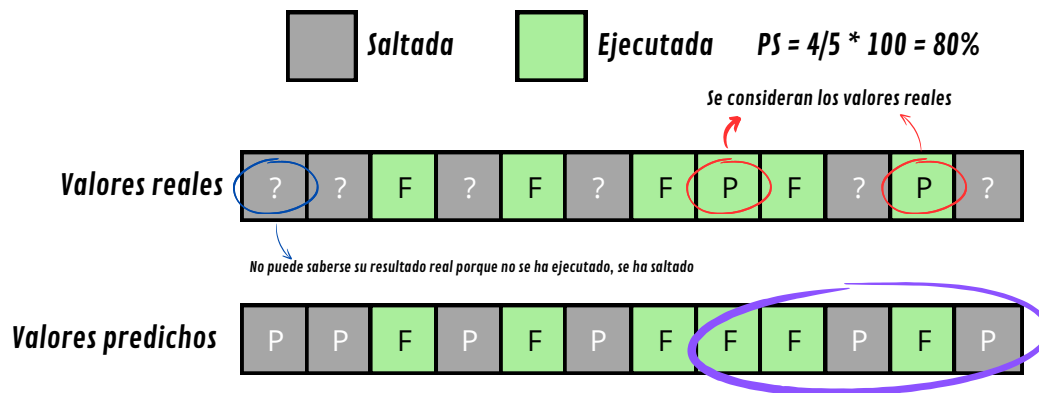 Saltada Ejecutada PS = 4/5 * 100 = 80%
Se consideran los valores reales
Valores reales ? ? F ? F ? F P F ? P ?
No puede saberse su resultado real porque no se ha ejecutado, se ha saltado
Valores predichos P P F P F P F F F P F P